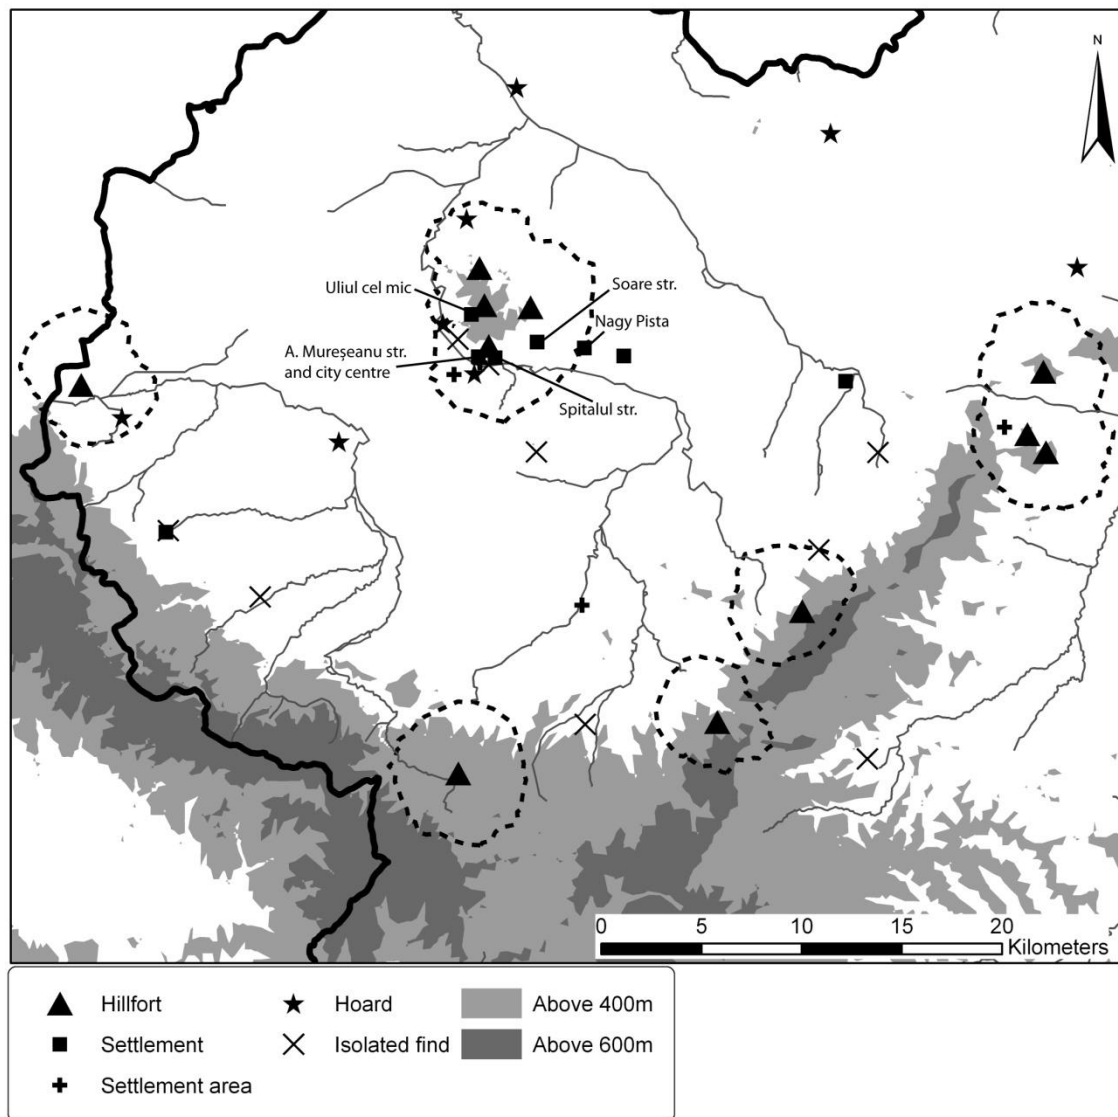 N
Uliul cel mic
Soare str.
Nagy Pista
A. Mureșeanu str.
and city centre
Spitalul str.
0 5 10 15 20
Kilometers
Hillfort
Hoard
Above 400m
Settlement
Isolated find
Above 600m
Settlement area